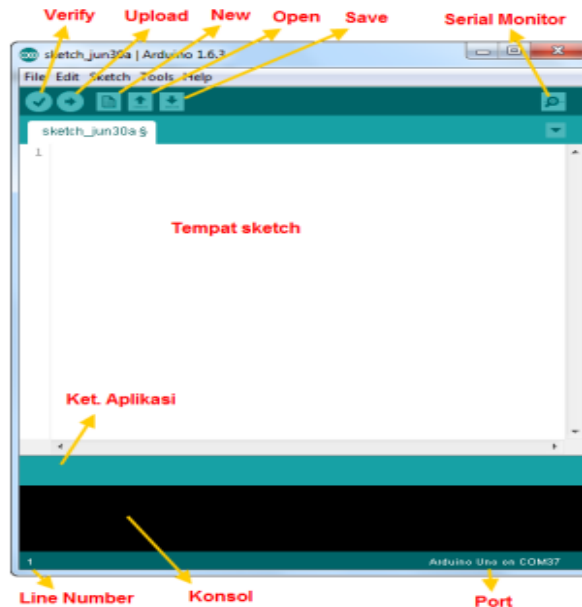 Verify Upload New Open Save Serial Monitor
sketch_jun30a | Arduino 1.6.3
File Edit Sketch Tools Help
sketch_jun30a §
1
Tempat sketch
Ket. Aplikasi
1 Arduino Uno on COM37
Line Number Konsol Port